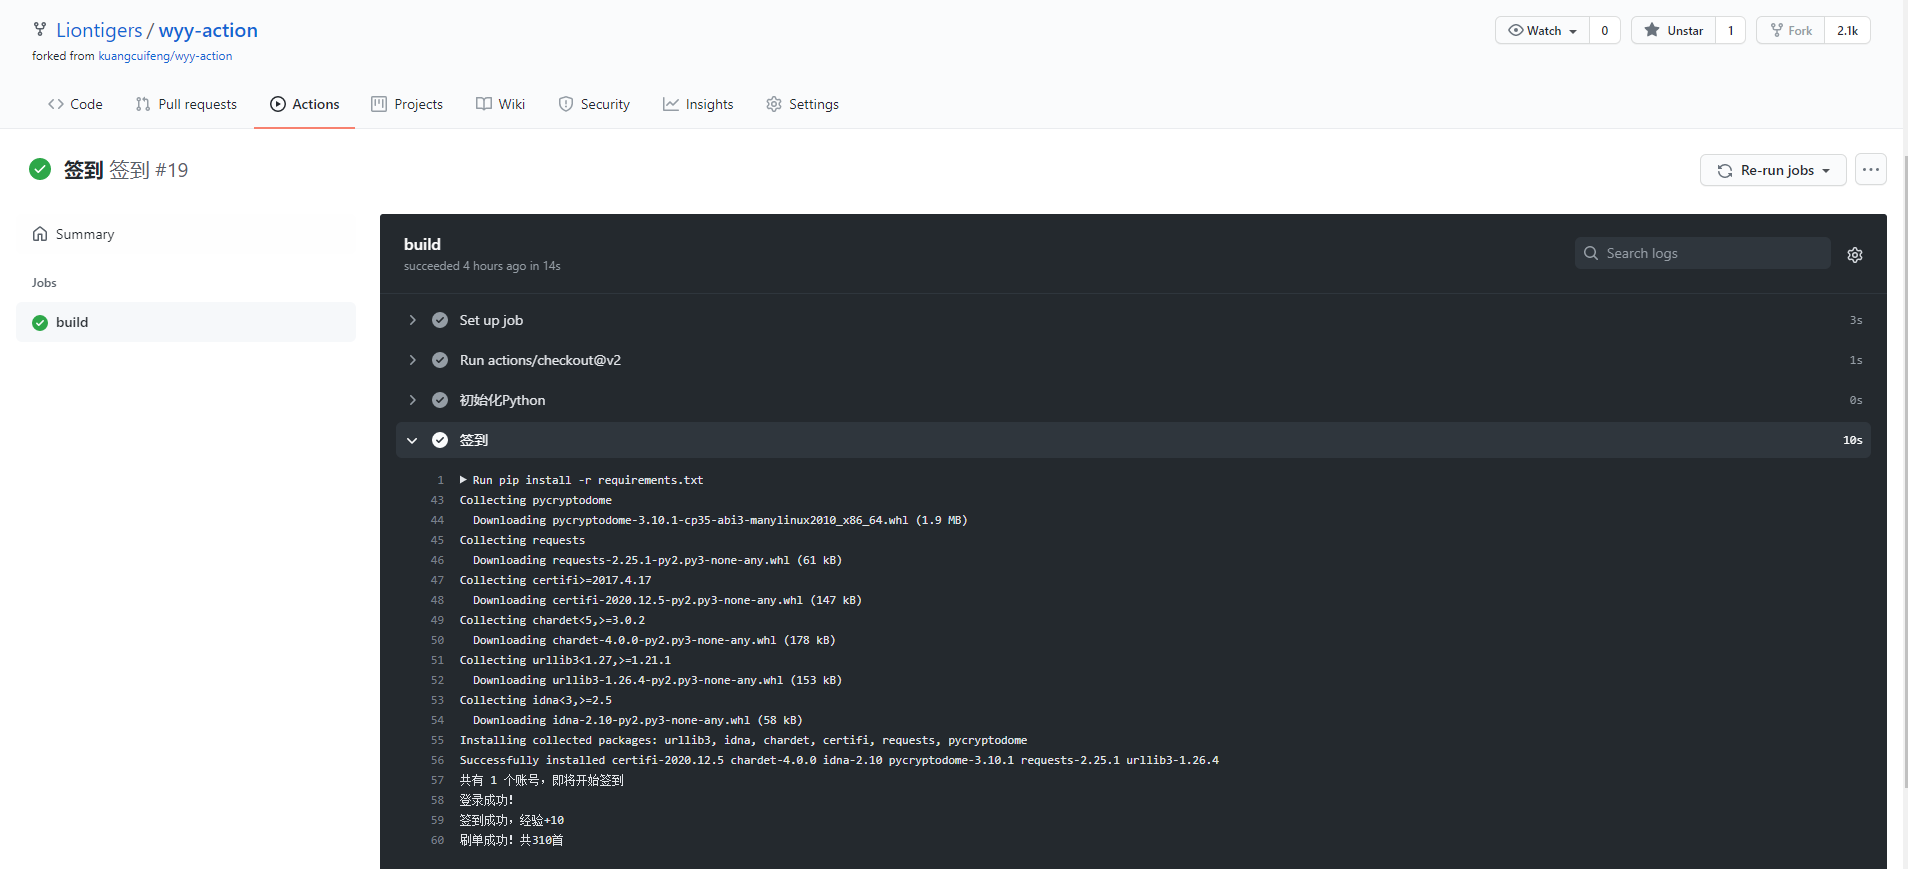 Liontigers / wyy-action
forked from kuangcuifeng/wyy-action
Watch 0 Unstar 1 Fork 2.1k
Code Pull requests Actions Projects Wiki Security Insights Settings
签到 签到 #19
Re-run jobs ...
Summary
Jobs
build
build
succeeded 4 hours ago in 14s
Search logs
Set up job 3s
Run actions/checkout@v2 1s
初始化Python 0s
签到 10s
1 Run pip install -r requirements.txt
43 Collecting pycryptodome
44 Downloading pycryptodome-3.10.1-cp35-abi3-manylinux2010_x86_64.whl (1.9 MB)
45 Collecting requests
46 Downloading requests-2.25.1-py2.py3-none-any.whl (61 kB)
47 Collecting certifi>=2017.4.17
48 Downloading certifi-2020.12.5-py2.py3-none-any.whl (147 kB)
49 Collecting chardet<5,>=3.0.2
50 Downloading chardet-4.0.0-py2.py3-none-any.whl (178 kB)
51 Collecting urllib3<1.27,>=1.21.1
52 Downloading urllib3-1.26.4-py2.py3-none-any.whl (153 kB)
53 Collecting idna<3,>=2.5
54 Downloading idna-2.10-py2.py3-none-any.whl (58 kB)
55 Installing collected packages: urllib3, idna, chardet, certifi, requests, pycryptodome
56 Successfully installed certifi-2020.12.5 chardet-4.0.0 idna-2.10 pycryptodome-3.10.1 requests-2.25.1 urllib3-1.26.4
57 共有 1 个账号，即将开始签到
58 登录成功！
59 签到成功，经验+10
60 刷单成功！共310首